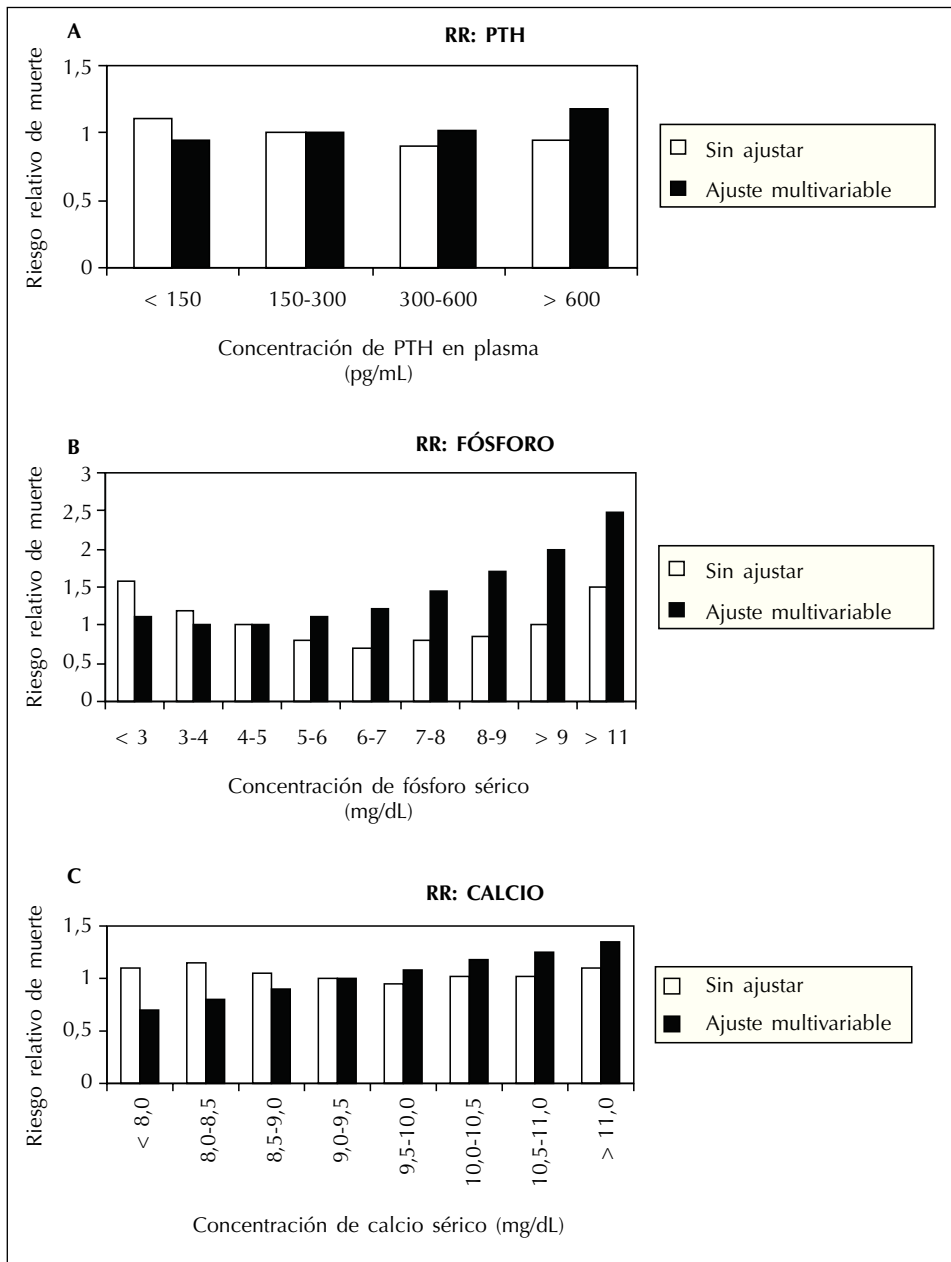 A
RR: PTH
Riesgo relativo de muerte
1,5
1
0,5
0
< 150
150-300
300-600
> 600
Concentración de PTH en plasma
(pg/mL)
Sin ajustar
Ajuste multivariable
B
RR: FÓSFORO
Riesgo relativo de muerte
3
2,5
2
1,5
1
0,5
0
< 3
3-4
4-5
5-6
6-7
7-8
8-9
> 9
> 11
Concentración de fósforo sérico
(mg/dL)
Sin ajustar
Ajuste multivariable
C
RR: CALCIO
Riesgo relativo de muerte
1,5
1
0,5
0
< 8,0
8,0-8,5
8,5-9,0
9,0-9,5
9,5-10,0
10,0-10,5
10,5-11,0
> 11,0
Concentración de calcio sérico (mg/dL)
Sin ajustar
Ajuste multivariable